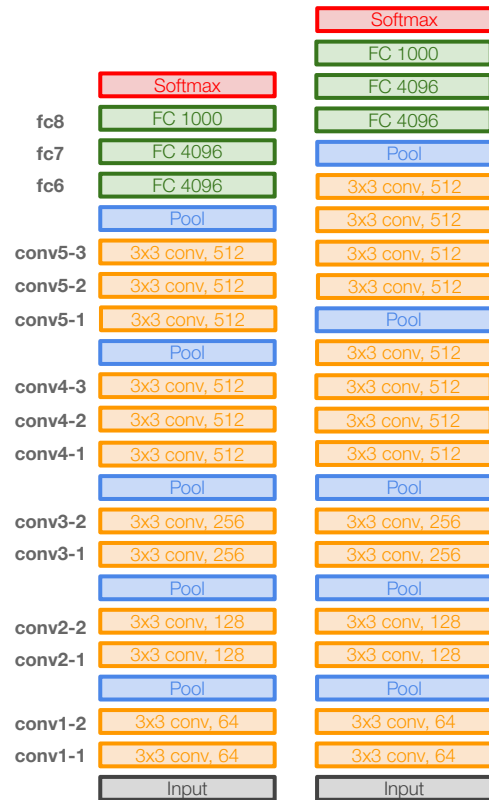 Softmax
fc8 FC 1000
fc7 FC 4096
fc6 FC 4096
Pool
conv5-3 3x3 conv, 512
conv5-2 3x3 conv, 512
conv5-1 3x3 conv, 512
Pool
conv4-3 3x3 conv, 512
conv4-2 3x3 conv, 512
conv4-1 3x3 conv, 512
Pool
conv3-2 3x3 conv, 256
conv3-1 3x3 conv, 256
Pool
conv2-2 3x3 conv, 128
conv2-1 3x3 conv, 128
Pool
conv1-2 3x3 conv, 64
conv1-1 3x3 conv, 64
Input
Softmax
FC 1000
FC 4096
FC 4096
Pool
3x3 conv, 512
3x3 conv, 512
3x3 conv, 512
3x3 conv, 512
Pool
3x3 conv, 512
3x3 conv, 512
3x3 conv, 512
3x3 conv, 512
Pool
3x3 conv, 256
3x3 conv, 256
Pool
3x3 conv, 128
3x3 conv, 128
Pool
3x3 conv, 64
3x3 conv, 64
Input